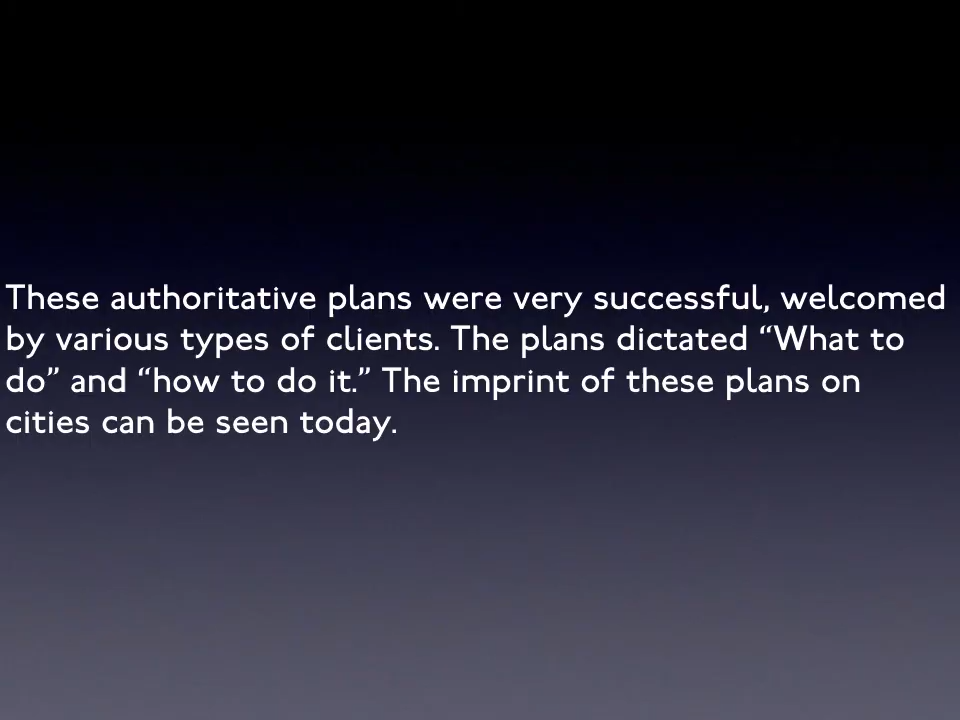 These authoritative plans were very successful, welcomed
by various types of clients. The plans dictated “What to
do” and “how to do it.” The imprint of these plans on
cities can be seen today.